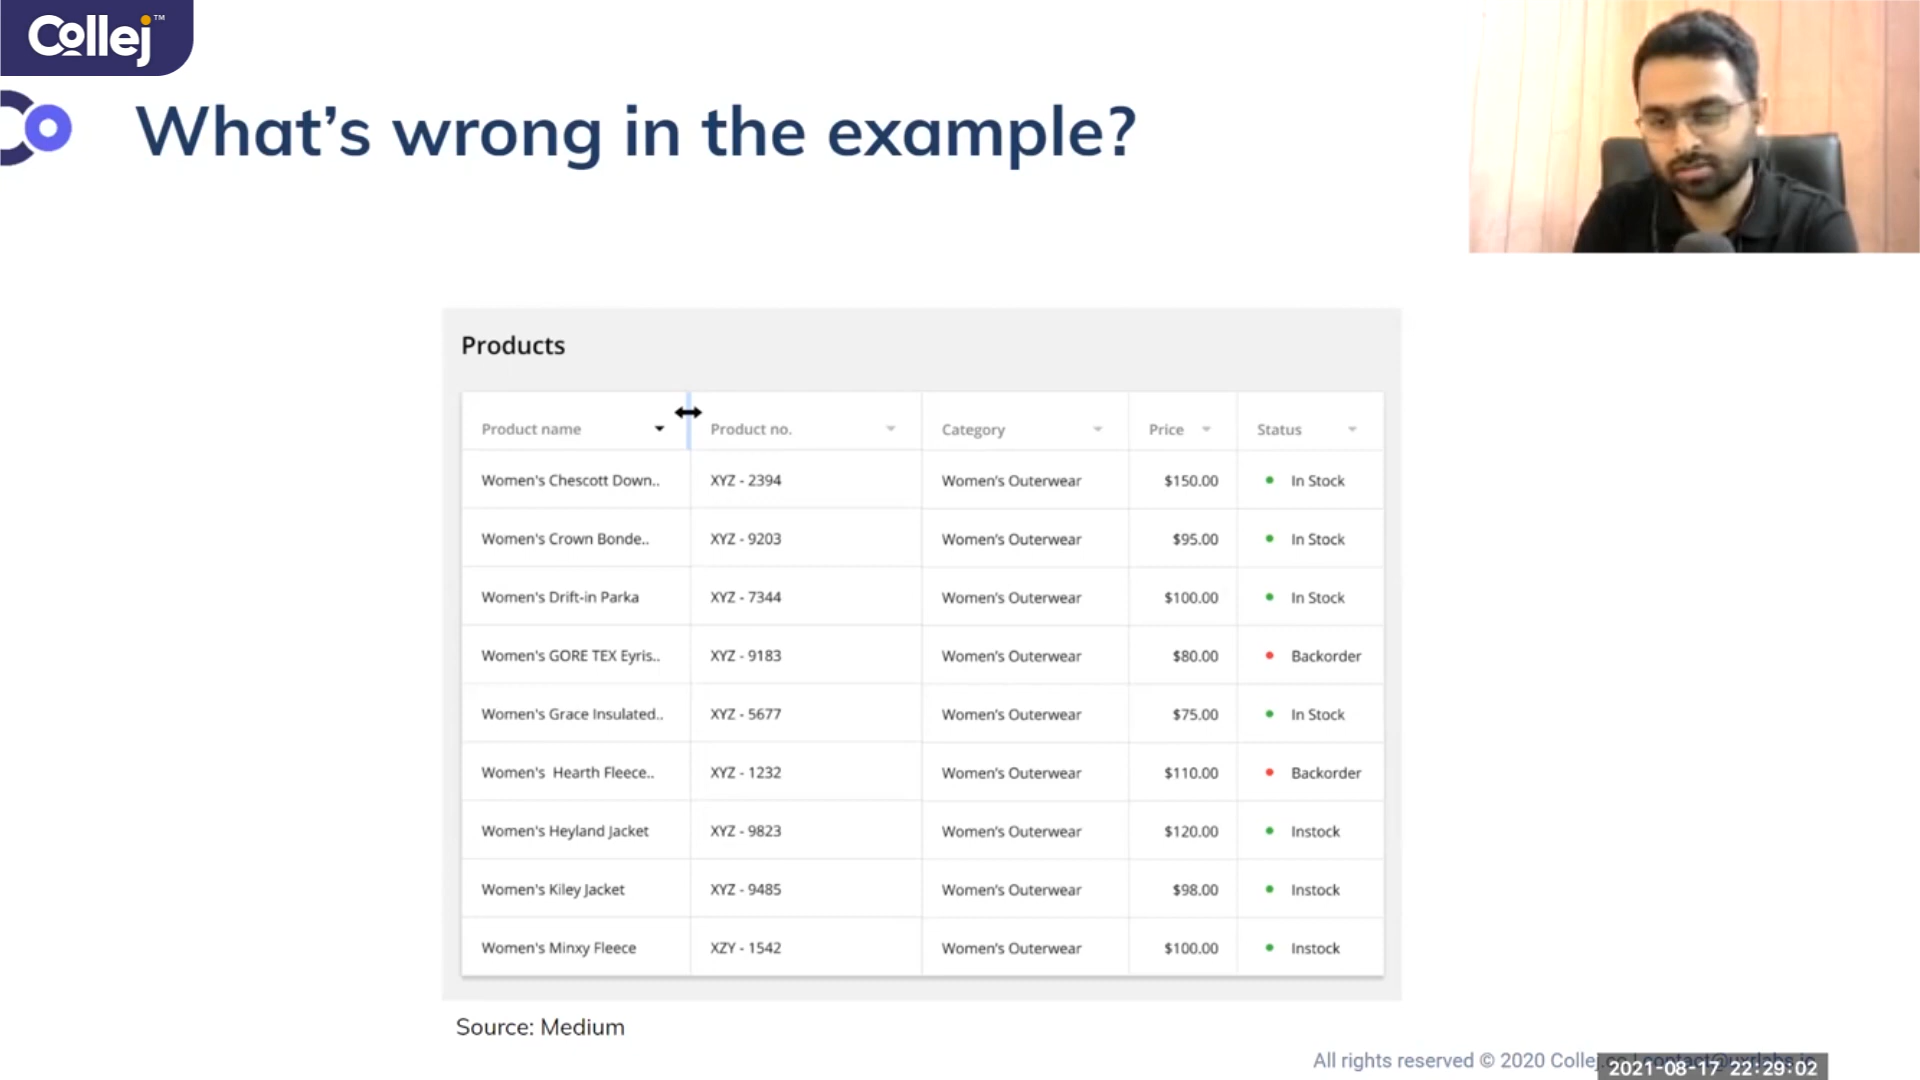 Collej™
What's wrong in the example?
Products
Product name Product no. Category Price Status
Women's Chescott Down.. XYZ - 2394 Women's Outerwear $150.00 In Stock
Women's Crown Bonde.. XYZ - 9203 Women's Outerwear $95.00 In Stock
Women's Drift-in Parka XYZ - 7344 Women's Outerwear $100.00 In Stock
Women's GORE TEX Eyris.. XYZ - 9183 Women's Outerwear $80.00 Backorder
Women's Grace Insulated.. XYZ - 5677 Women's Outerwear $75.00 In Stock
Women's Hearth Fleece.. XYZ - 1232 Women's Outerwear $110.00 Backorder
Women's Heyland Jacket XYZ - 9823 Women's Outerwear $120.00 Instock
Women's Kiley Jacket XYZ - 9485 Women's Outerwear $98.00 Instock
Women's Minxy Fleece XZY - 1542 Women's Outerwear $100.00 Instock
Source: Medium
All rights reserved © 2020 Collej
2021-08-17 22:29:02